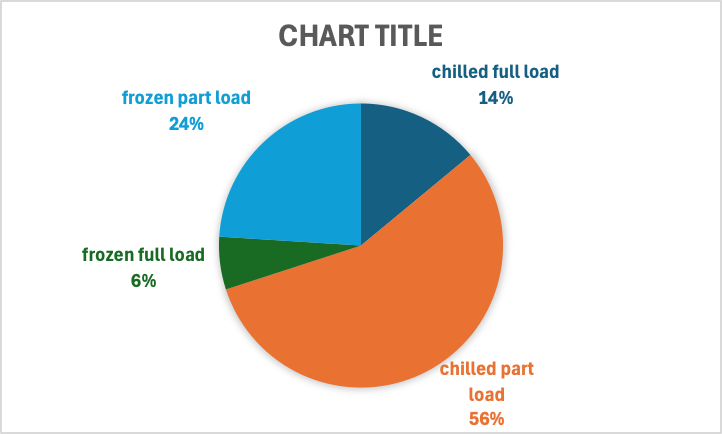 CHART TITLE
chilled full load
14%
frozen part load
24%
frozen full load
6%
chilled part
load
56%